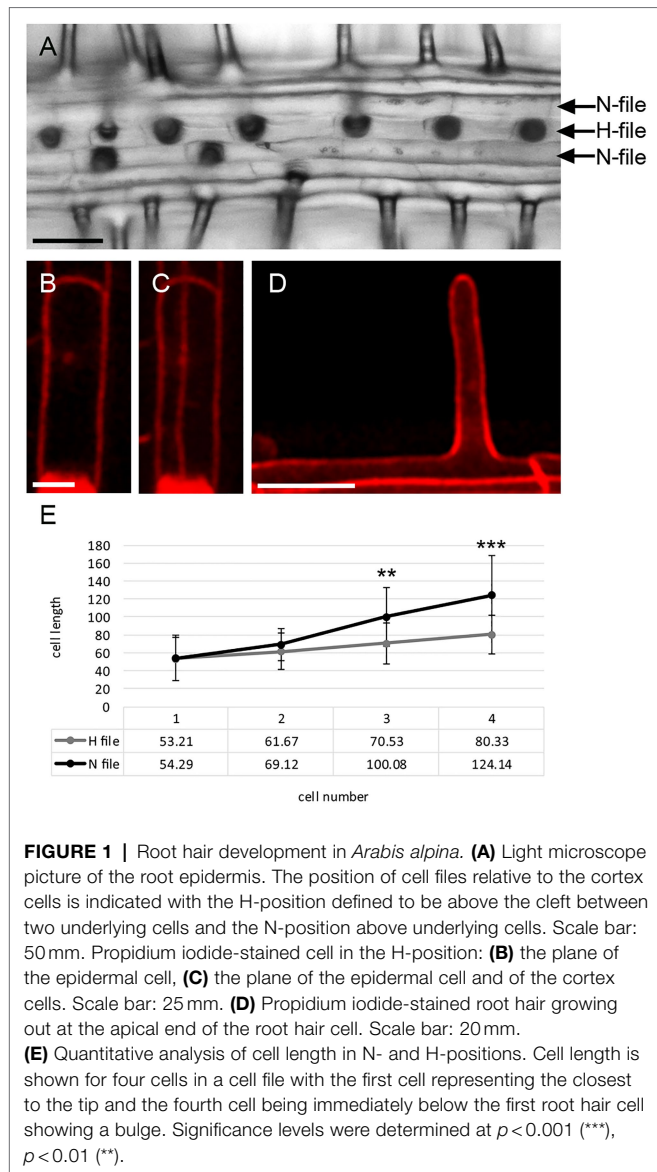 A
N-file
H-file
N-file
B
C
D
E
180
160
140
120
100
80
60
40
20
0
cell length
**
***
1 2 3 4
H file 53.21 61.67 70.53 80.33
N file 54.29 69.12 100.08 124.14
cell number
FIGURE 1 | Root hair development in Arabis alpina. (A) Light microscope
picture of the root epidermis. The position of cell files relative to the cortex
cells is indicated with the H-position defined to be above the cleft between
two underlying cells and the N-position above underlying cells. Scale bar:
50 mm. Propidium iodide-stained cell in the H-position: (B) the plane of
the epidermal cell, (C) the plane of the epidermal cell and of the cortex
cells. Scale bar: 25 mm. (D) Propidium iodide-stained root hair growing
out at the apical end of the root hair cell. Scale bar: 20 mm.
(E) Quantitative analysis of cell length in N- and H-positions. Cell length is
shown for four cells in a cell file with the first cell representing the closest
to the tip and the fourth cell being immediately below the first root hair cell
showing a bulge. Significance levels were determined at p < 0.001 (***),
p < 0.01 (**).